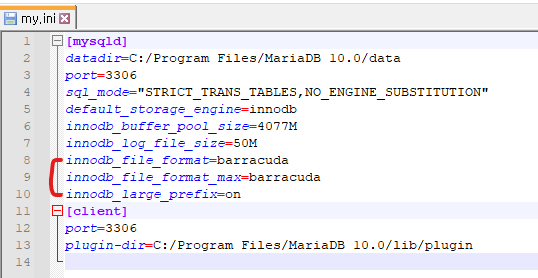 my.ini
1 [mysqld]
2 datadir=C:/Program Files/MariaDB 10.0/data
3 port=3306
4 sql_mode="STRICT_TRANS_TABLES,NO_ENGINE_SUBSTITUTION"
5 default_storage_engine=innodb
6 innodb_buffer_pool_size=4077M
7 innodb_log_file_size=50M
8 innodb_file_format=barracuda
9 innodb_file_format_max=barracuda
10 innodb_large_prefix=on
11 [client]
12 port=3306
13 plugin-dir=C:/Program Files/MariaDB 10.0/lib/plugin
14